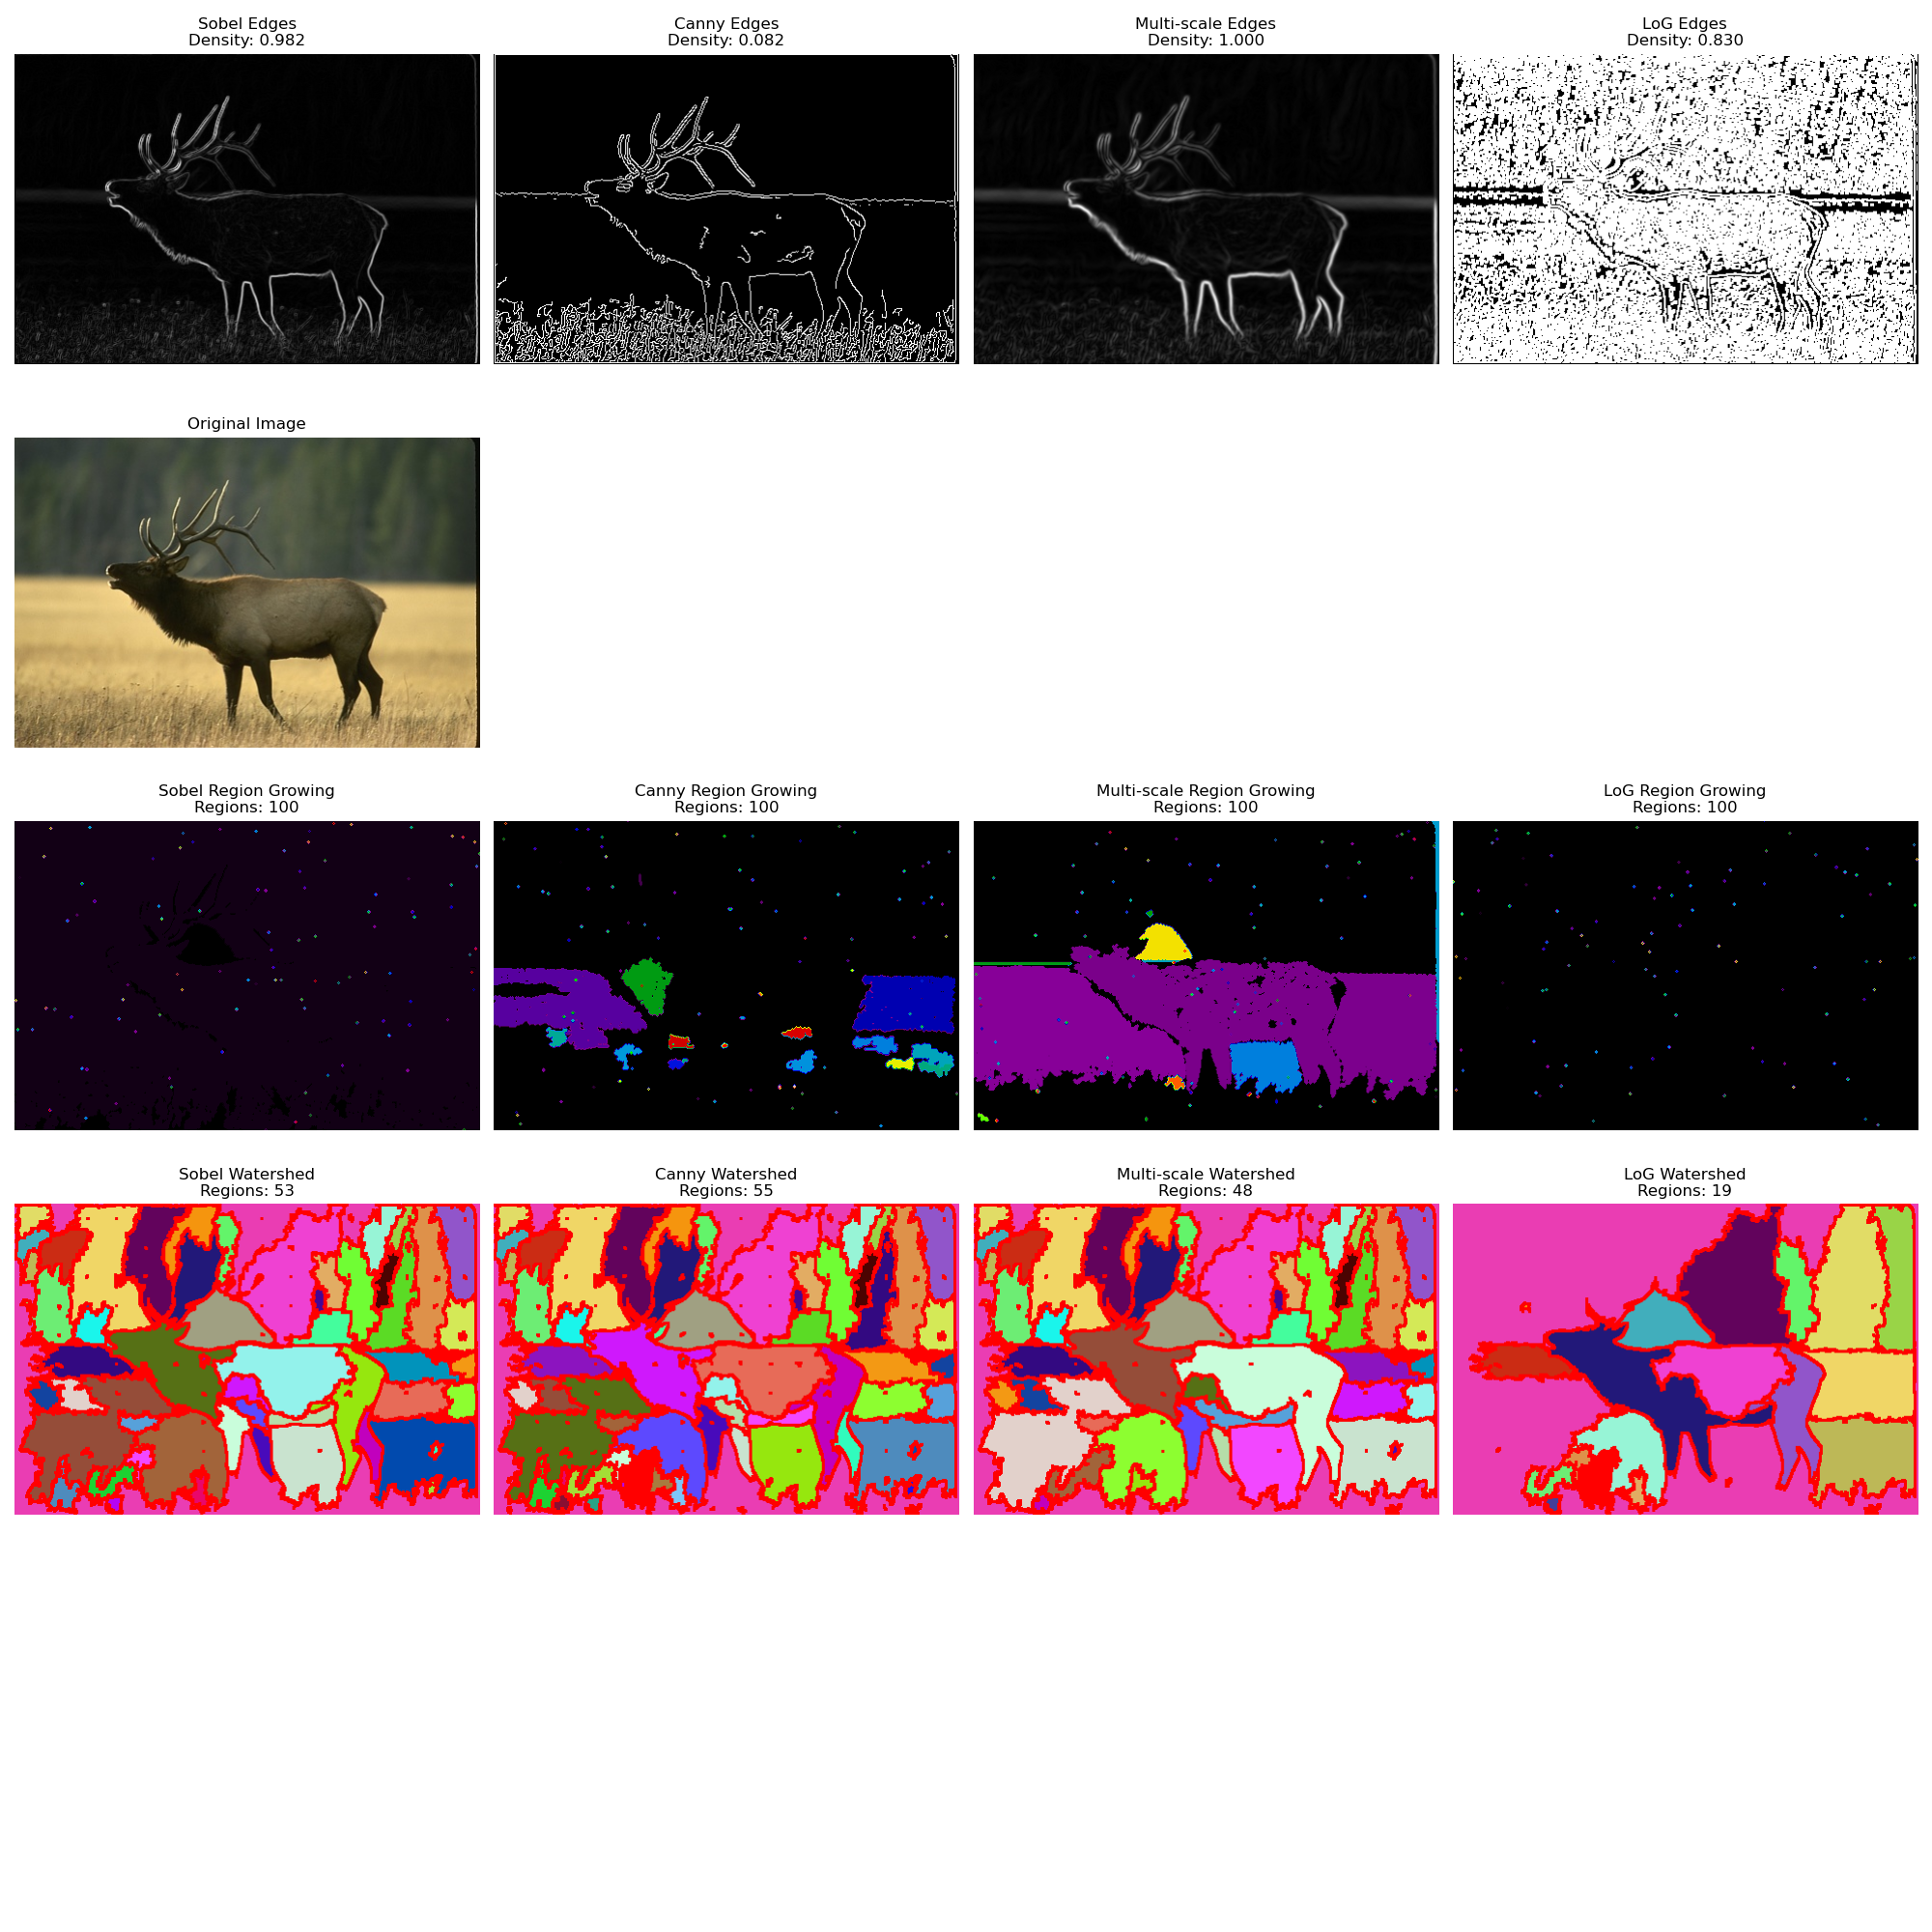 Sobel Edges
Density: 0.982
Canny Edges
Density: 0.082
Multi-scale Edges
Density: 1.000
LoG Edges
Density: 0.830
Original Image
Sobel Region Growing
Regions: 100
Canny Region Growing
Regions: 100
Multi-scale Region Growing
Regions: 100
LoG Region Growing
Regions: 100
Sobel Watershed
Regions: 53
Canny Watershed
Regions: 55
Multi-scale Watershed
Regions: 48
LoG Watershed
Regions: 19